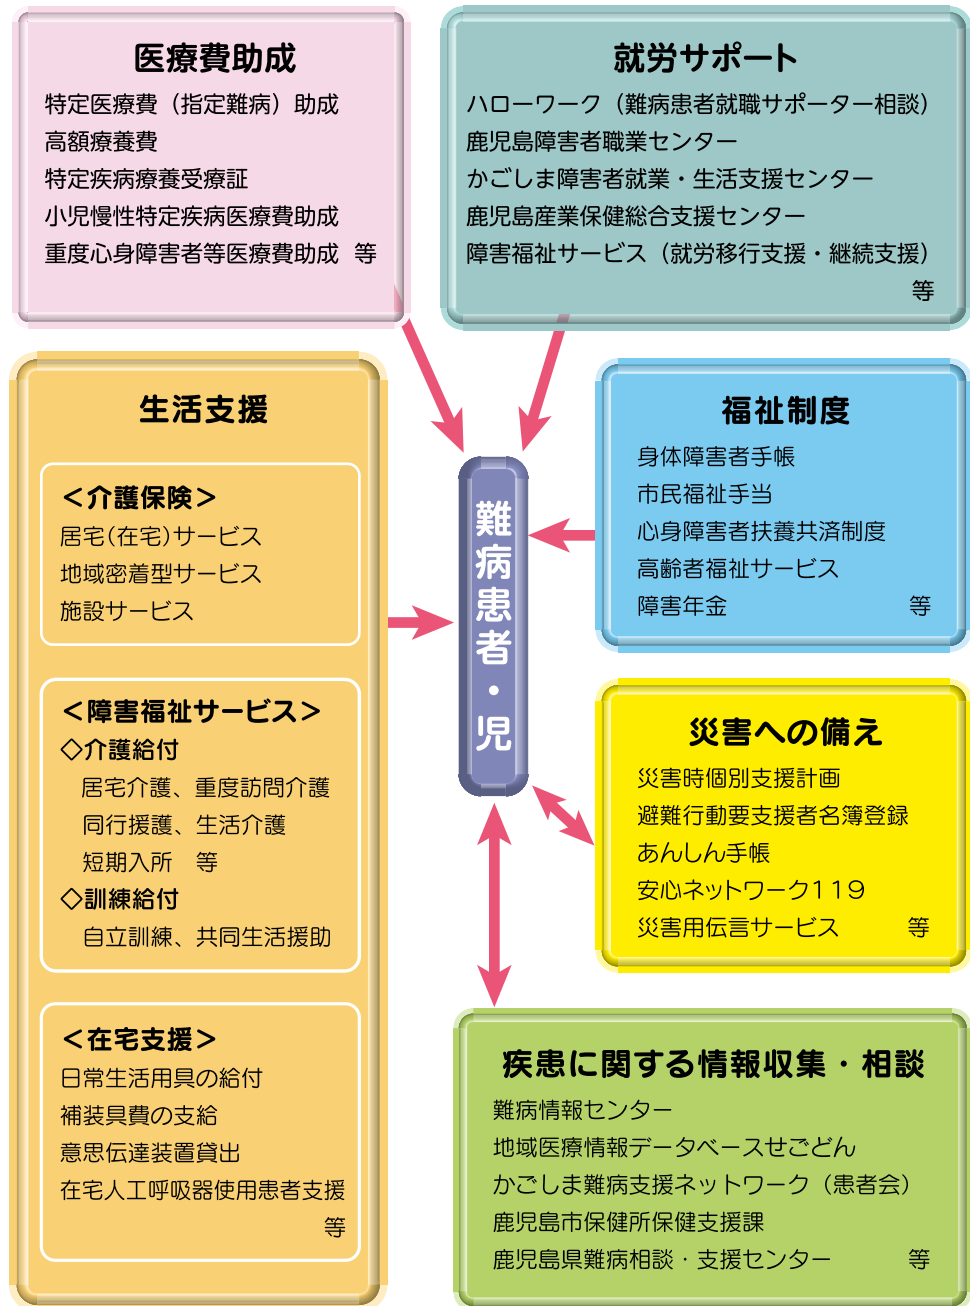 医療費助成
特定医療費（指定難病）助成
高額療養費
特定疾病療養受療証
小児慢性特定疾病医療費助成
重度心身障害者等医療費助成　等
就労サポート
ハローワーク（難病患者就職サポーター相談）
鹿児島障害者職業センター
かごしま障害者就業・生活支援センター
鹿児島産業保健総合支援センター
障害福祉サービス（就労移行支援・継続支援）
等
生活支援
＜介護保険＞
居宅（在宅）サービス
地域密着型サービス
施設サービス
＜障害福祉サービス＞
◇介護給付
居宅介護、重度訪問介護
同行援護、生活介護
短期入所　等
◇訓練給付
自立訓練、共同生活援助
＜在宅支援＞
日常生活用具の給付
補装具費の支給
意思伝達装置貸出
在宅人工呼吸器使用患者支援
等
難病患者・児
福祉制度
身体障害者手帳
市民福祉手当
心身障害者扶養共済制度
高齢者福祉サービス
障害年金　等
災害への備え
災害時個別支援計画
避難行動要支援者名簿登録
あんしん手帳
安心ネットワーク１１９
災害用伝言サービス　等
疾患に関する情報収集・相談
難病情報センター
地域医療情報データベースせごどん
かごしま難病支援ネットワーク（患者会）
鹿児島市保健所保健支援課
鹿児島県難病相談・支援センター　等